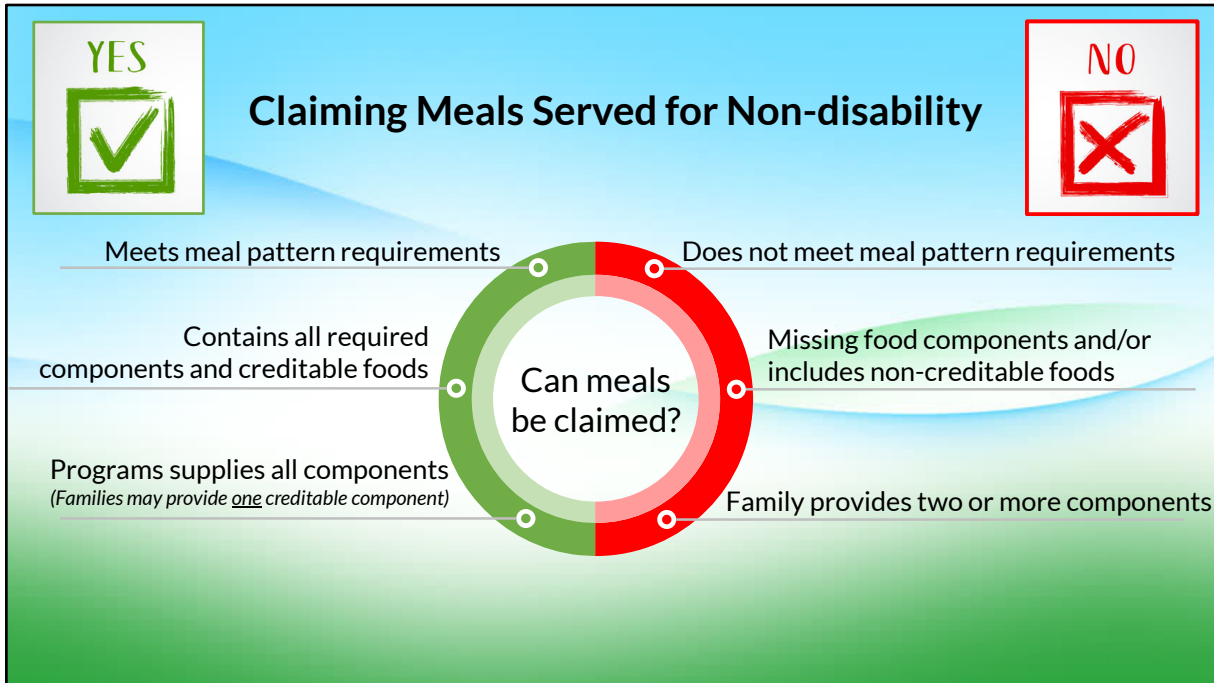 YES
NO
Claiming Meals Served for Non-disability
Meets meal pattern requirements
Contains all required
components and creditable foods
Programs supplies all components
(Families may provide one creditable component)
Can meals
be claimed?
Does not meet meal pattern requirements
Missing food components and/or
includes non-creditable foods
Family provides two or more components